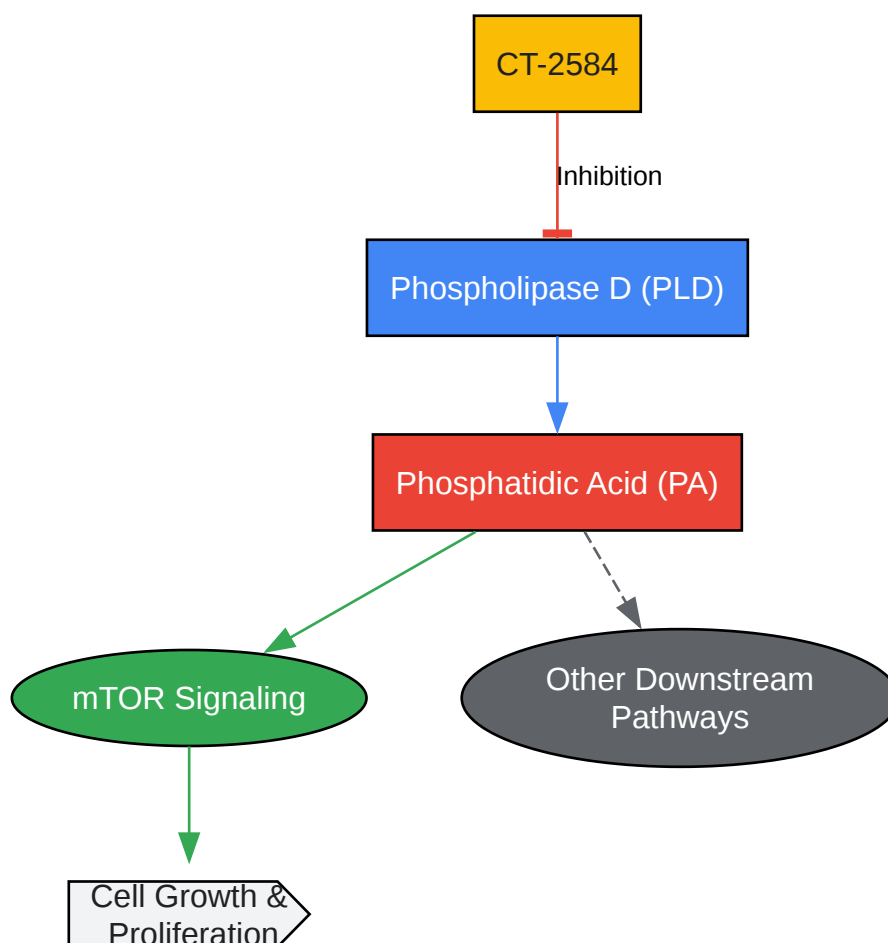 CT-2584
Inhibition
Phospholipase D (PLD)
Phosphatidic Acid (PA)
mTOR Signaling
Other Downstream
Pathways
Cell Growth &
Proliferation